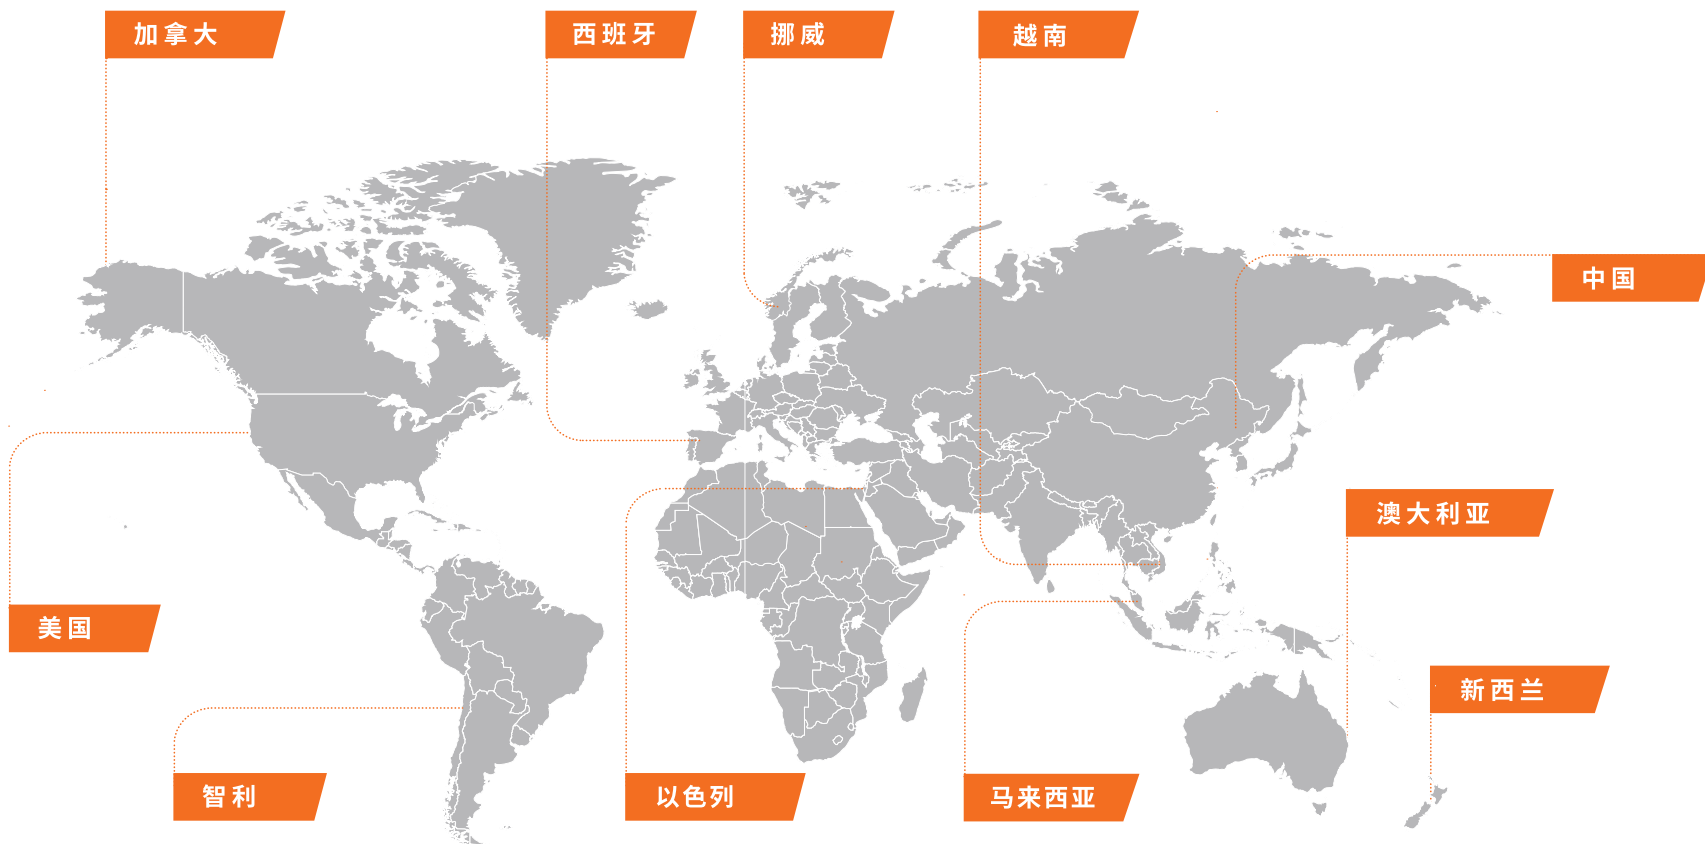 加拿大
西班牙
挪威
越南
中国
澳大利亚
美国
新西兰
智利
以色列
马来西亚